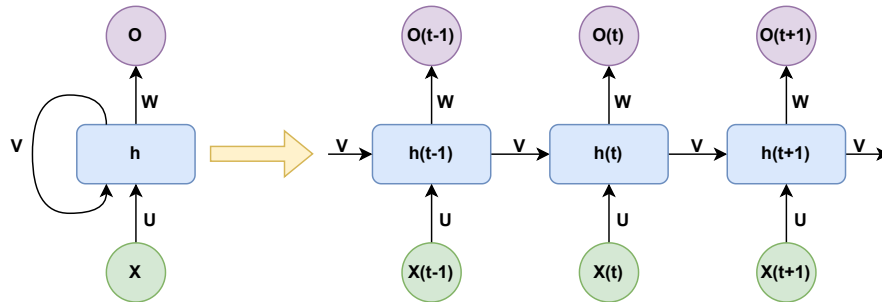 O O(t-1) O(t) O(t+1)
W W W W
V h V h(t-1) V h(t) V h(t+1) V
U U U U
X X(t-1) X(t) X(t+1)